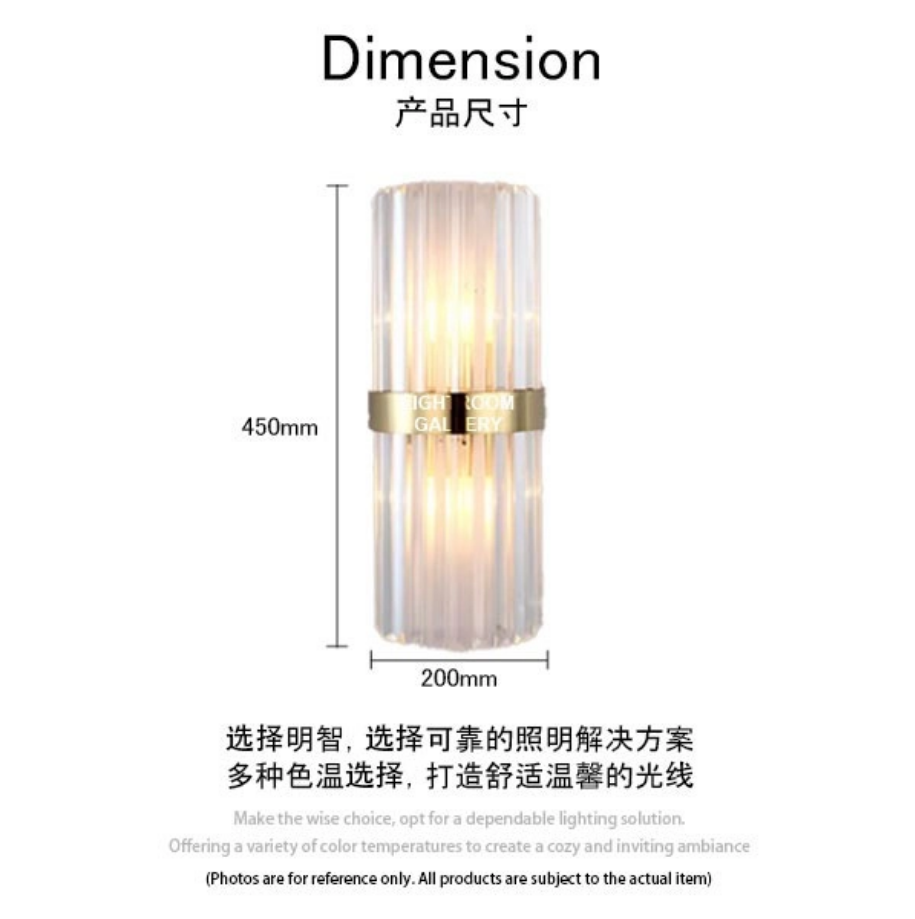 Dimension
产品尺寸
450mm
LIGHT ROOM
GALLERY
200mm
选择明智, 选择可靠的照明解决方案
多种色温选择, 打造舒适温馨的光线
Make the wise choice, opt for a dependable lighting solution.
Offering a variety of color temperatures to create a cozy and inviting ambiance
(Photos are for reference only. All products are subject to the actual item)